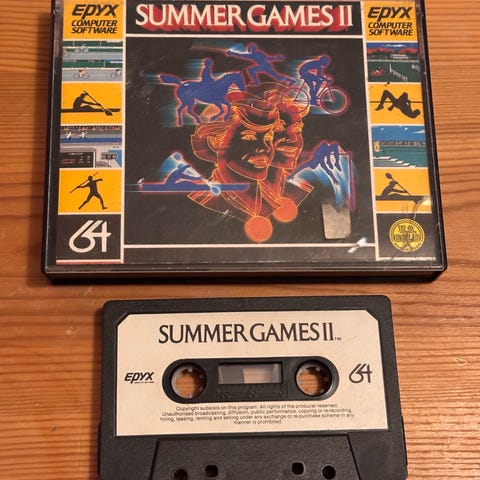 EPYX
COMPUTER
SOFTWARE
SUMMER GAMES II
EPYX
COMPUTER
SOFTWARE
64
U.S.
GOLD
SUMMER GAMES II™
EPYX
64
Copyright subsists on this program. All rights of the producer reserved.
Unauthorised broadcasting, diffusion, public performance, copying or re-recording,
hiring, leasing, renting and selling under any exchange or re-purchase scheme in any
manner is prohibited.